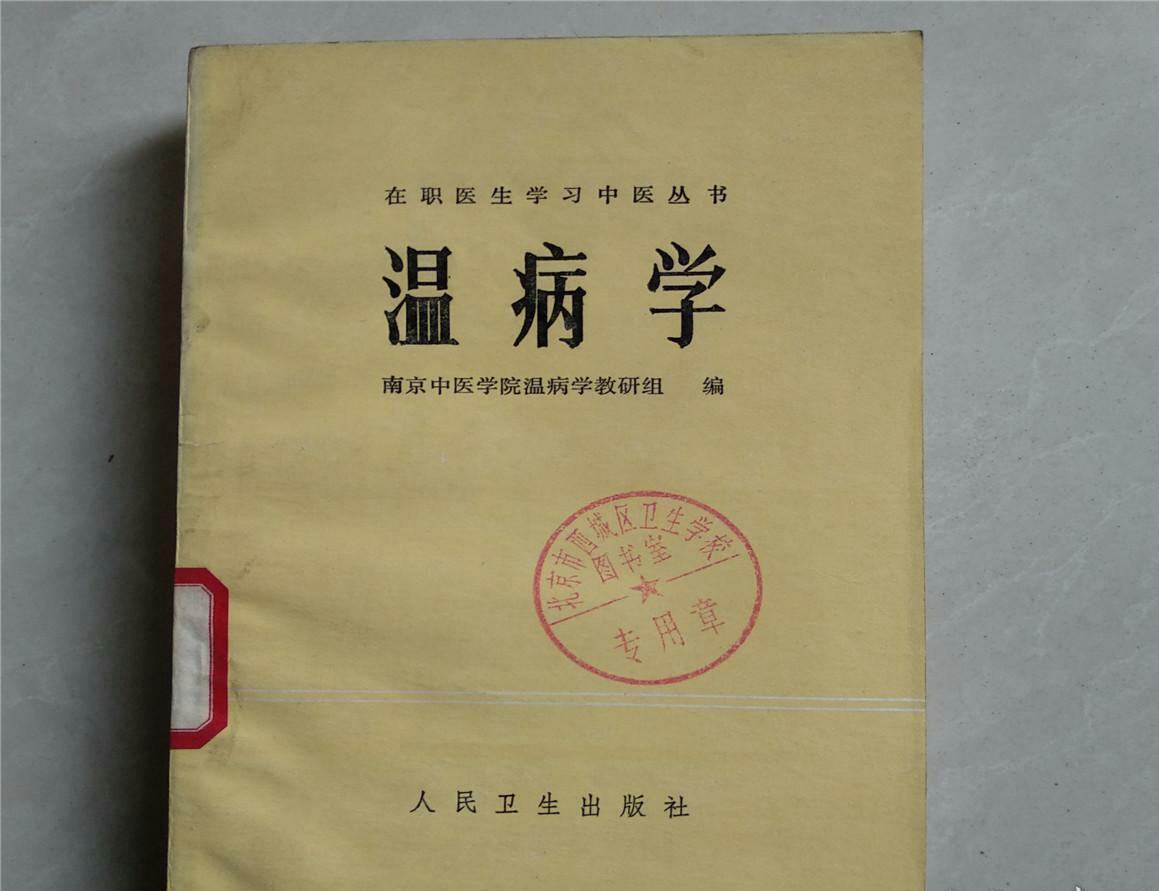 在职医生学习中医丛书
温病学
南京中医学院温病学教研组 编
北京市西城区卫生学校
图书室
专用章
人民卫生出版社